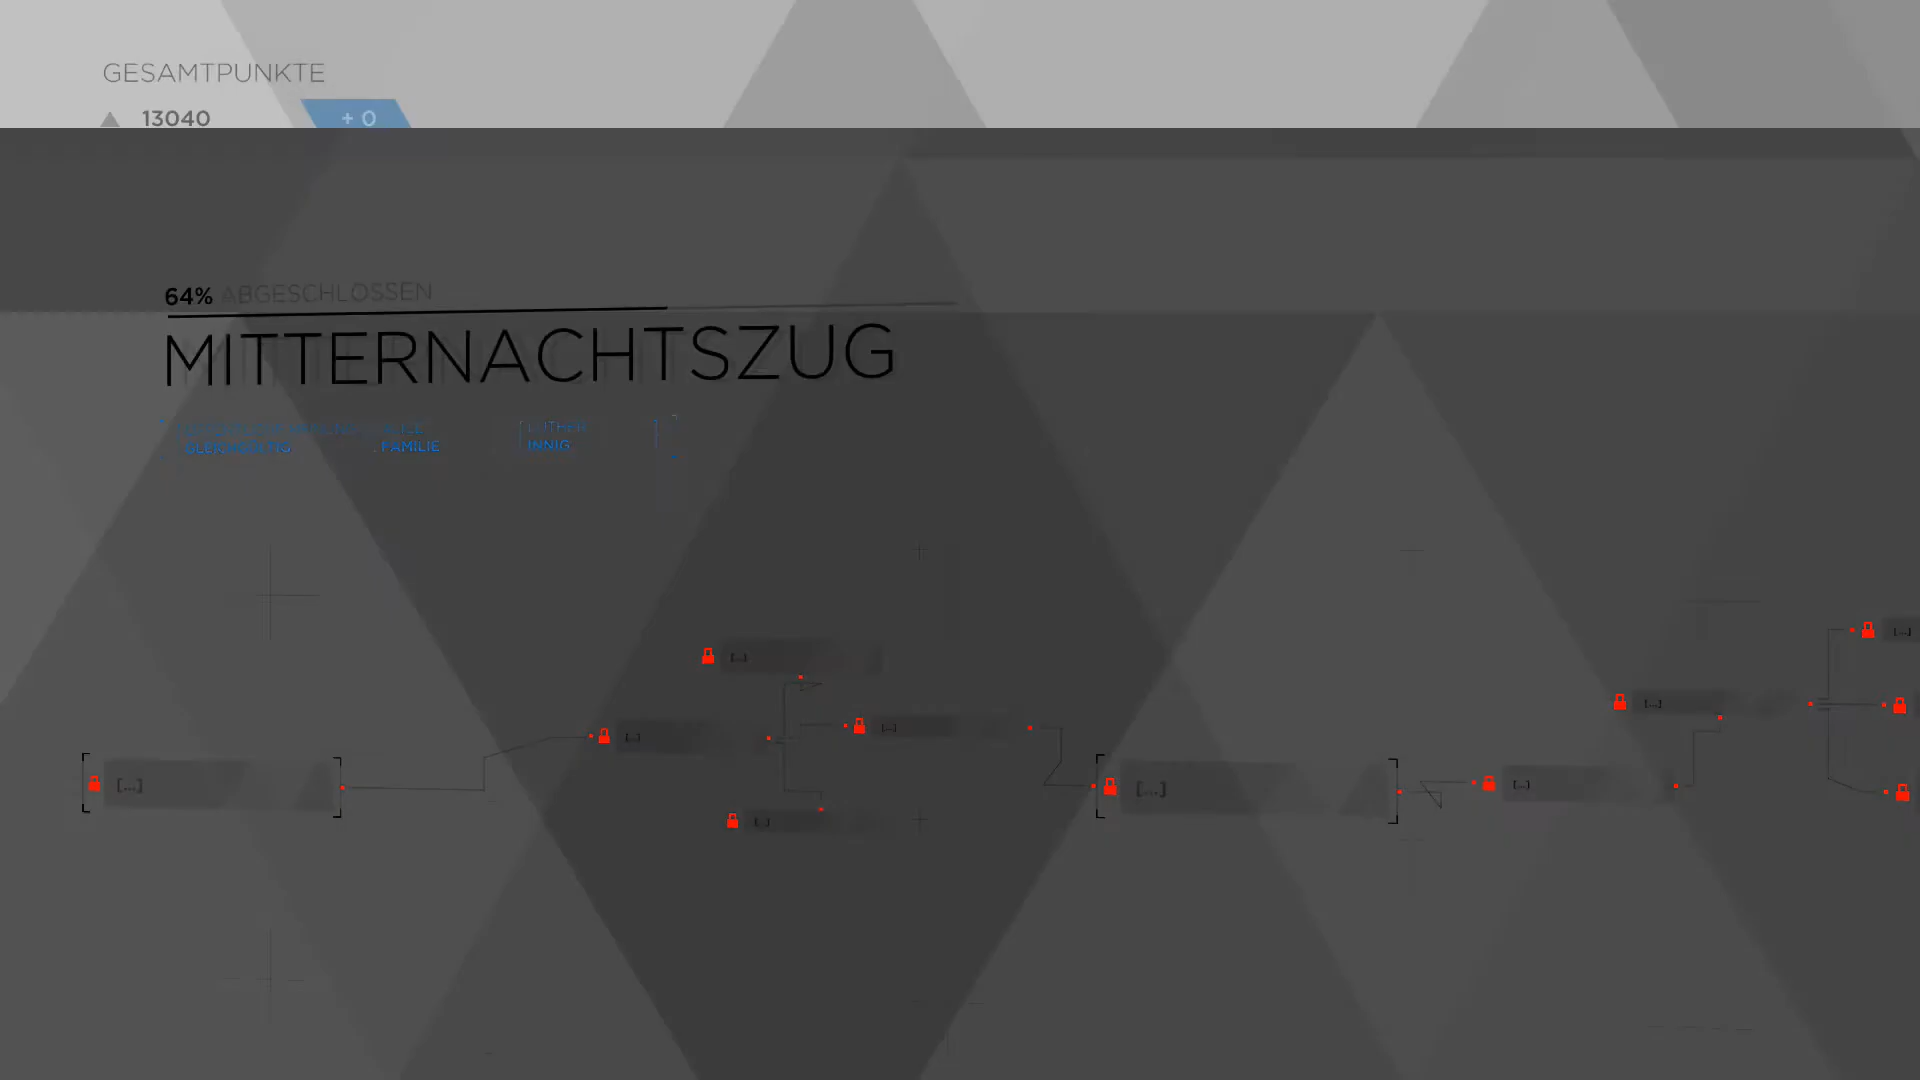 GESAMTPUNKTE
13040
+ 0
64% ABGESCHLOSSEN
MITTERNACHTSZUG
LUTHER
FAMILIE
INNIG
[...]
[...]
[...]
[...]
[...]
[...]
[...]
[...]
[...]